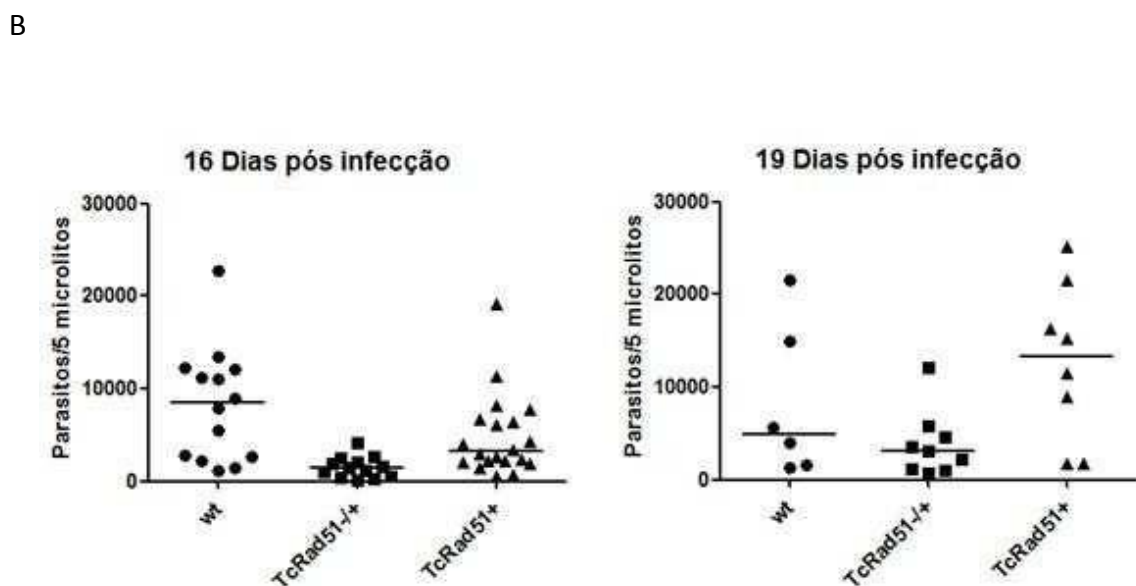 B
16 Dias pós infecção
Parasitos/5 microlitos
30000
20000
10000
0
wt
TcRad51-/+
TcRad51+
19 Dias pós infecção
Parasitos/5 microlitos
30000
20000
10000
0
wt
TcRad51-/+
TcRad51+